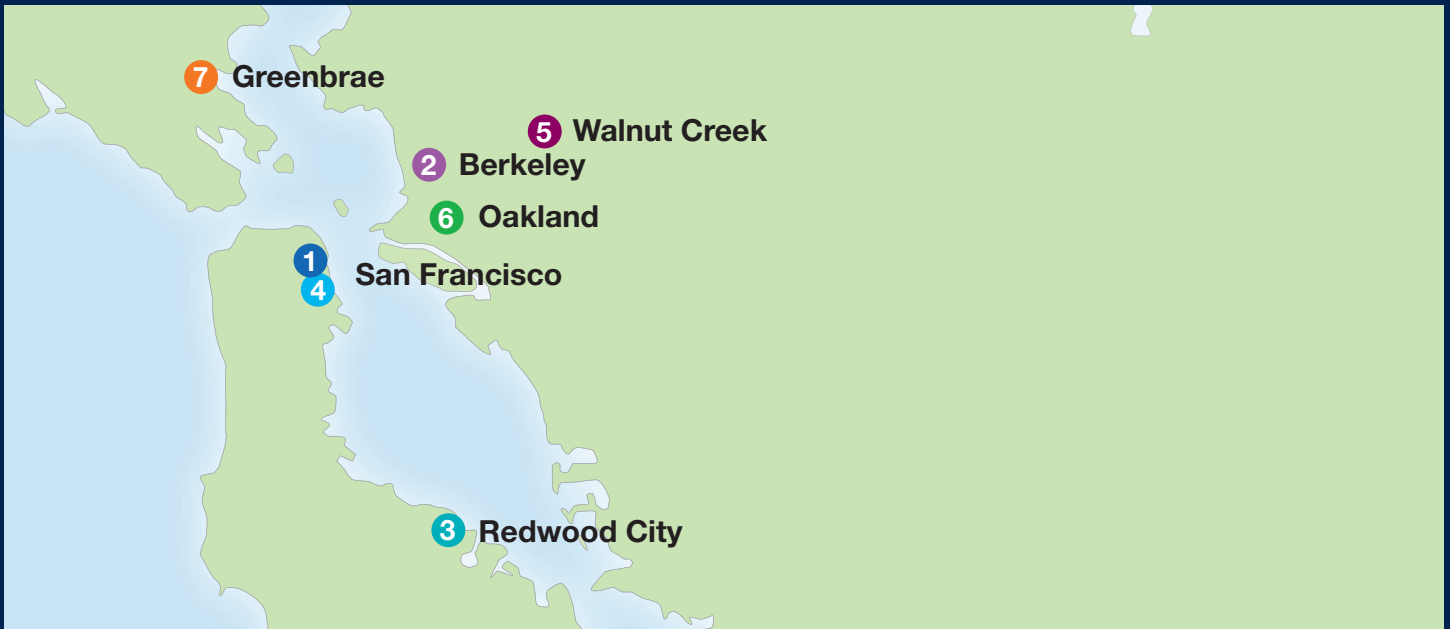 7 Greenbrae
5 Walnut Creek
2 Berkeley
6 Oakland
1
San Francisco
4
3 Redwood City